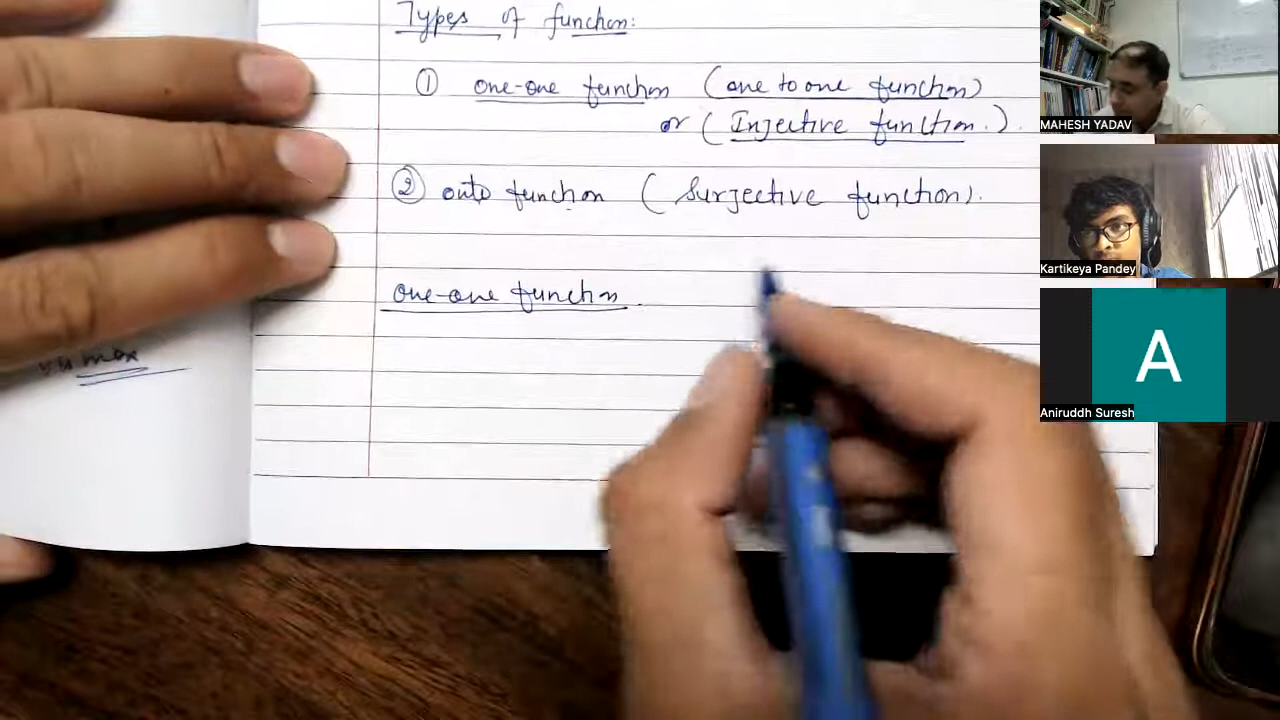 Types of function:
① one-one function (one to one function)
or (Injective function.).
② onto function (Surjective function).
one-one function.
max
MAHESH YADAV
Kartikeya Pandey
A
Aniruddh Suresh